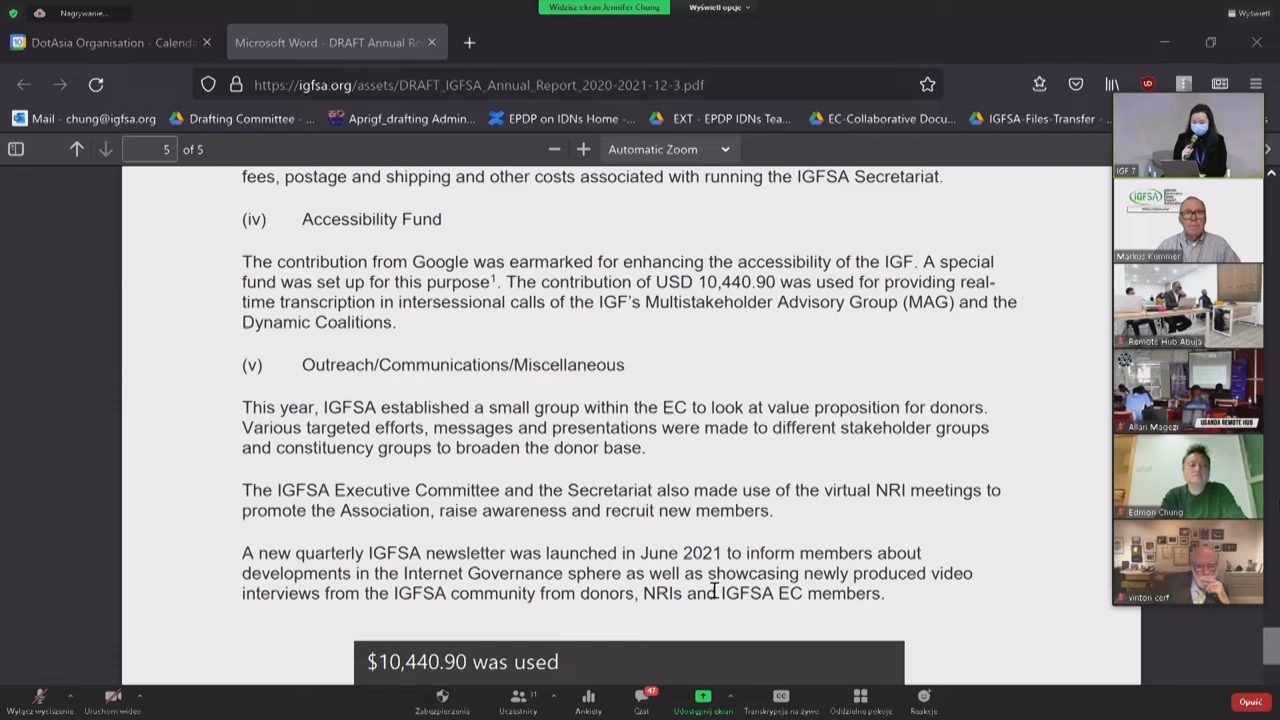 Nagrywanie...
Widzisz ekran Jennifer Chung
Wyświetl opcje
Wyświetl
DotAsia Organisation - Calenda
Microsoft Word - DRAFT Annual Re
https://igfsa.org/assets/DRAFT_IGFSA_Annual_Report_2020-2021-12-3.pdf
Mail - chung@igfsa.org
Drafting Committee - ...
Aprigf_drafting Admin...
EPDP on IDNs Home -...
EXT - EPDP IDNs Tea...
EC-Collaborative Docu...
IGFSA-Files-Transfer - ...
5 of 5
Automatic Zoom
fees, postage and shipping and other costs associated with running the IGFSA Secretariat.
(iv) Accessibility Fund
The contribution from Google was earmarked for enhancing the accessibility of the IGF. A special
fund was set up for this purpose1. The contribution of USD 10,440.90 was used for providing real-
time transcription in intersessional calls of the IGF's Multistakeholder Advisory Group (MAG) and the
Dynamic Coalitions.
(v) Outreach/Communications/Miscellaneous
This year, IGFSA established a small group within the EC to look at value proposition for donors.
Various targeted efforts, messages and presentations were made to different stakeholder groups
and constituency groups to broaden the donor base.
The IGFSA Executive Committee and the Secretariat also made use of the virtual NRI meetings to
promote the Association, raise awareness and recruit new members.
A new quarterly IGFSA newsletter was launched in June 2021 to inform members about
developments in the Internet Governance sphere as well as showcasing newly produced video
interviews from the IGFSA community from donors, NRIs and IGFSA EC members.
$10,440.90 was used
IGF 7
IGFSA
Markus Kummer
Remote Hub Abuja
UGANDA REMOTE HUB
Allan Magezi
Edmon Chung
vinton cerf
Wyłącz wyciszenie
Uruchom wideo
Zabezpieczenia
Uczestnicy
31
Ankiety
Czat
47
Udostępnij ekran
CC
Transkrypcja na żywo
Oddzielne pokoje
Reakcje
Opuść